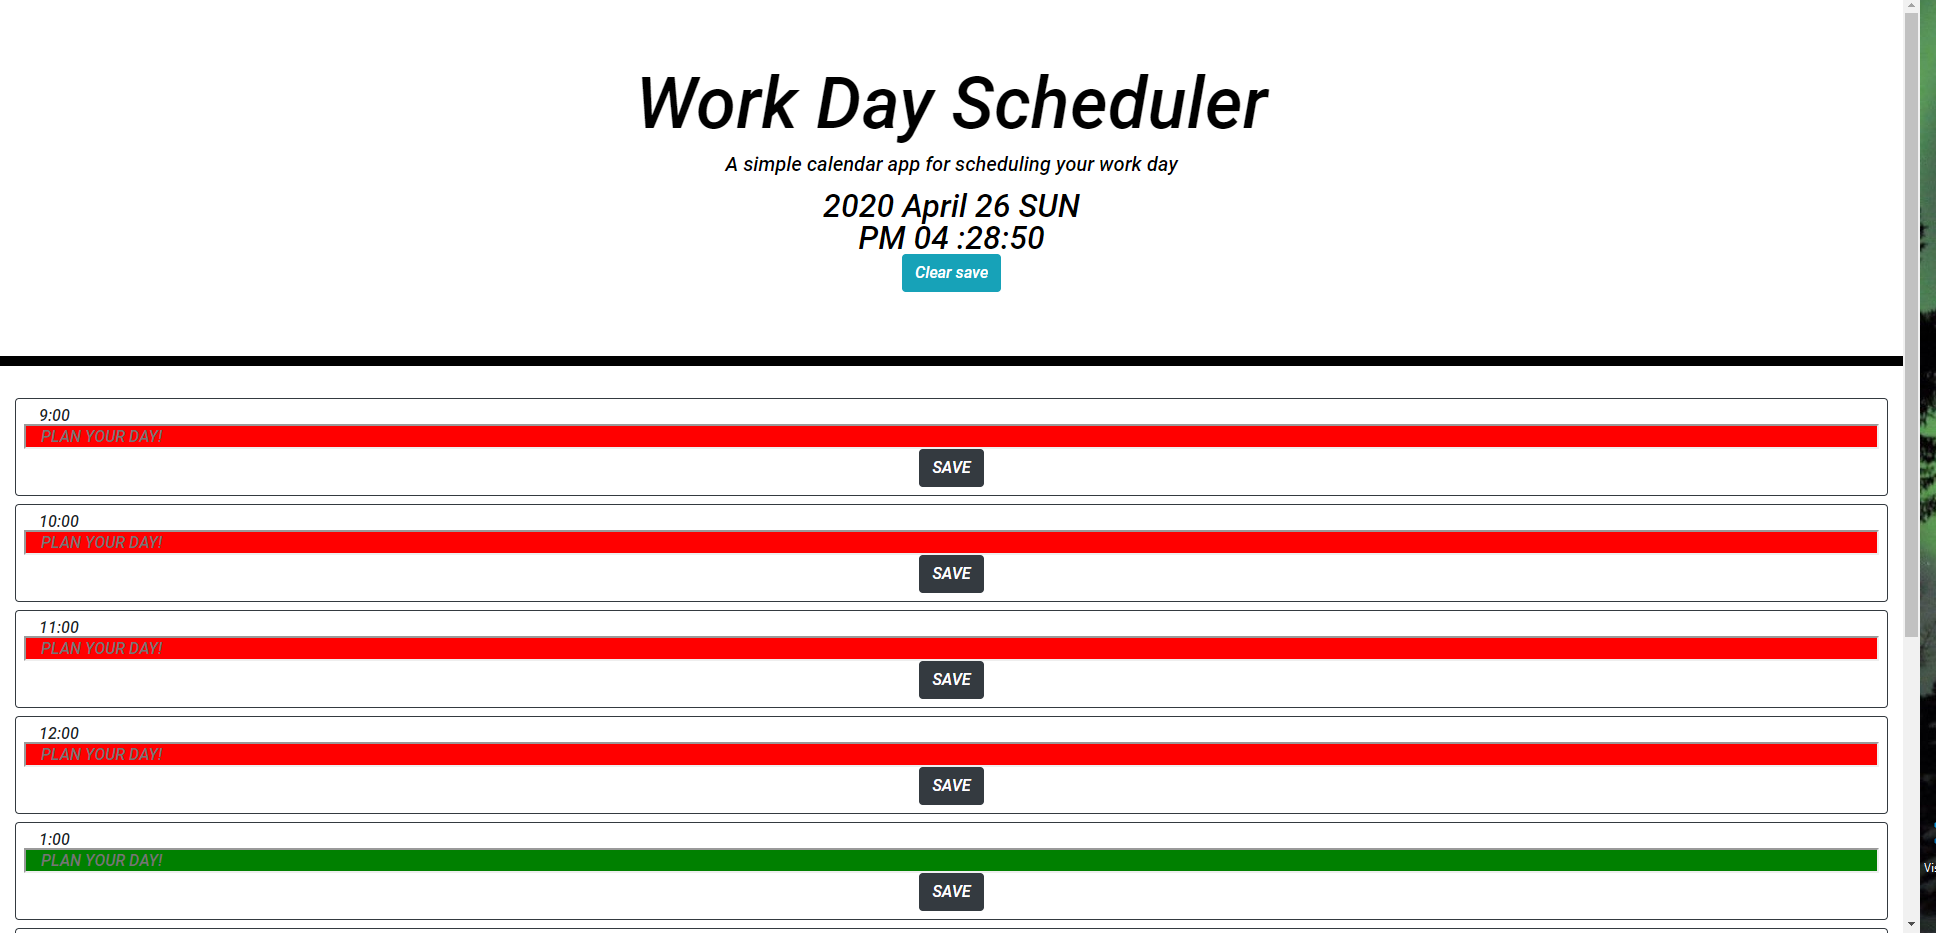 Work Day Scheduler
A simple calendar app for scheduling your work day
2020 April 26 SUN
PM 04 :28:50
Clear save
9:00
PLAN YOUR DAY!
SAVE
10:00
PLAN YOUR DAY!
SAVE
11:00
PLAN YOUR DAY!
SAVE
12:00
PLAN YOUR DAY!
SAVE
1:00
PLAN YOUR DAY!
SAVE